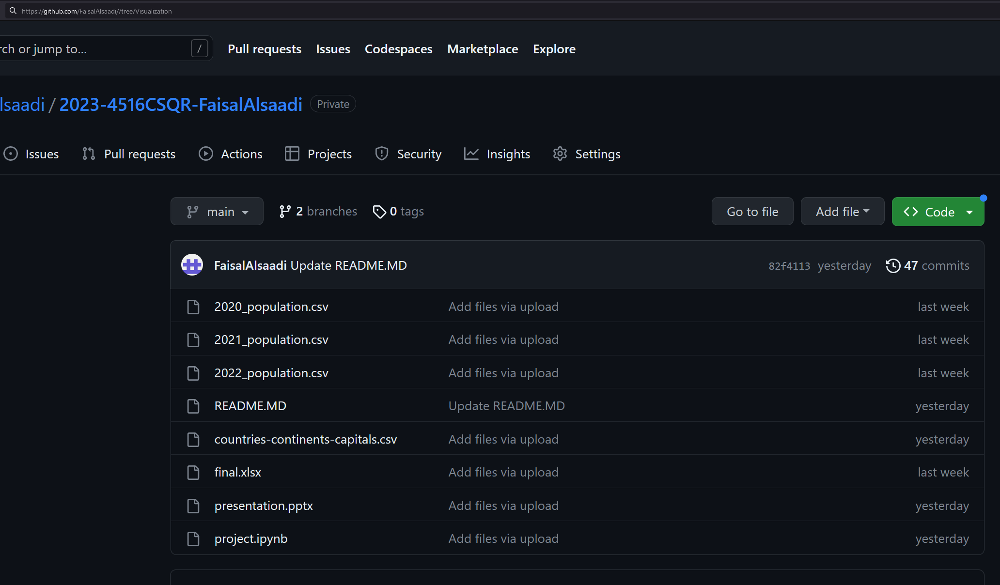 https://github.com/FaisalAlsaadi//tree/Visualization
rch or jump to... / Pull requests Issues Codespaces Marketplace Explore
lsaadi / 2023-4516CSQR-FaisalAlsaadi Private
Issues Pull requests Actions Projects Security Insights Settings
main 2 branches 0 tags Go to file Add file Code
FaisalAlsaadi Update README.MD 82f4113 yesterday 47 commits
2020_population.csv Add files via upload last week
2021_population.csv Add files via upload last week
2022_population.csv Add files via upload last week
README.MD Update README.MD yesterday
countries-continents-capitals.csv Add files via upload yesterday
final.xlsx Add files via upload last week
presentation.pptx Add files via upload yesterday
project.ipynb Add files via upload yesterday